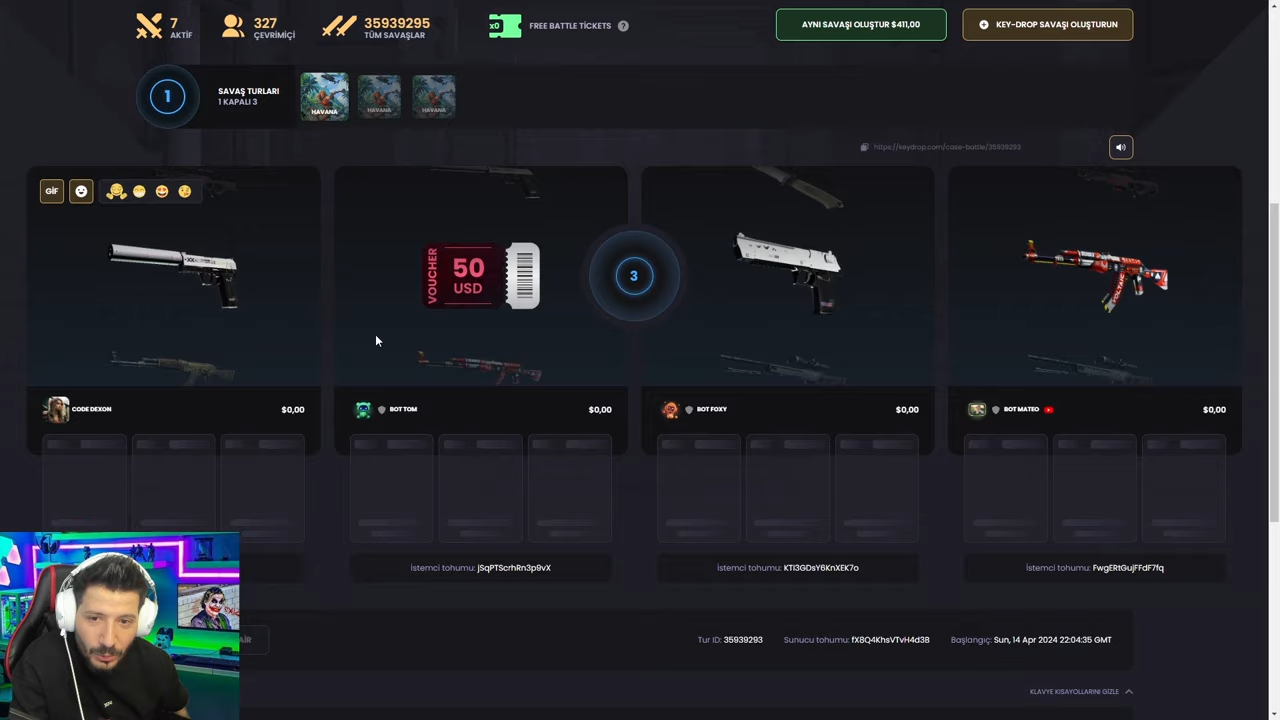 7
AKTİF
327
ÇEVRİMİÇİ
35939295
TÜM SAVAŞLAR
x0
FREE BATTLE TICKETS ?
AYNI SAVAŞI OLUŞTUR $411,00
KEY-DROP SAVAŞI OLUŞTURUN
1
SAVAŞ TURLARI
1 KAPALI 3
HAVANA
HAVANA
HAVANA
https://keydrop.com/case-battle/35939293
GIF
VOUCHER
50
USD
3
CODE DEXON
$0,00
BOT TOM
$0,00
BOT FOXY
$0,00
BOT MATEO
$0,00
İstemci tohumu: jSqPTScrhRn3p9vX
İstemci tohumu: KTI3GDsY6KnXEK7o
İstemci tohumu: FwgERtGujFFdF7fq
Tur ID: 35939293
Sunucu tohumu: fX8Q4KhsVTvH4d3B
Başlangıç: Sun, 14 Apr 2024 22:04:35 GMT
KLAVYE KISAYOLLARINI GİZLE